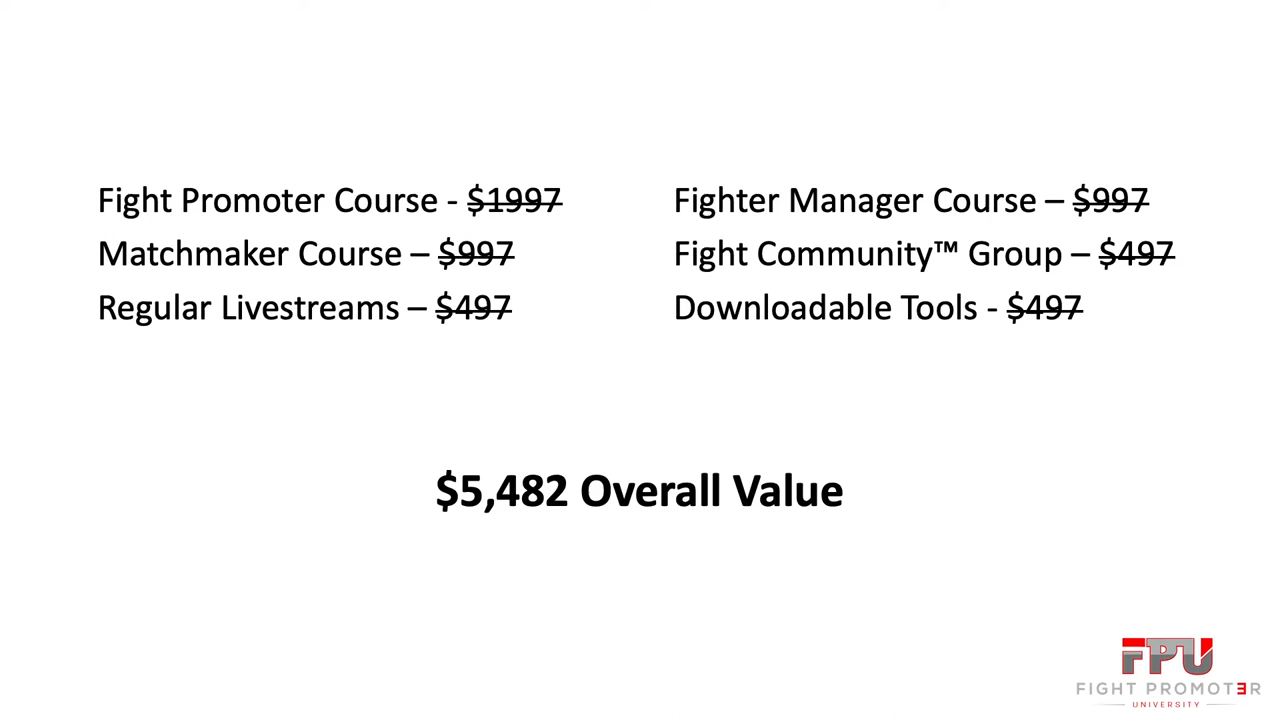 Fight Promoter Course - $1997
Matchmaker Course – $997
Regular Livestreams – $497
Fighter Manager Course – $997
Fight Community™ Group – $497
Downloadable Tools - $497
$5,482 Overall Value
FPU
FIGHT PROMOTER
UNIVERSITY